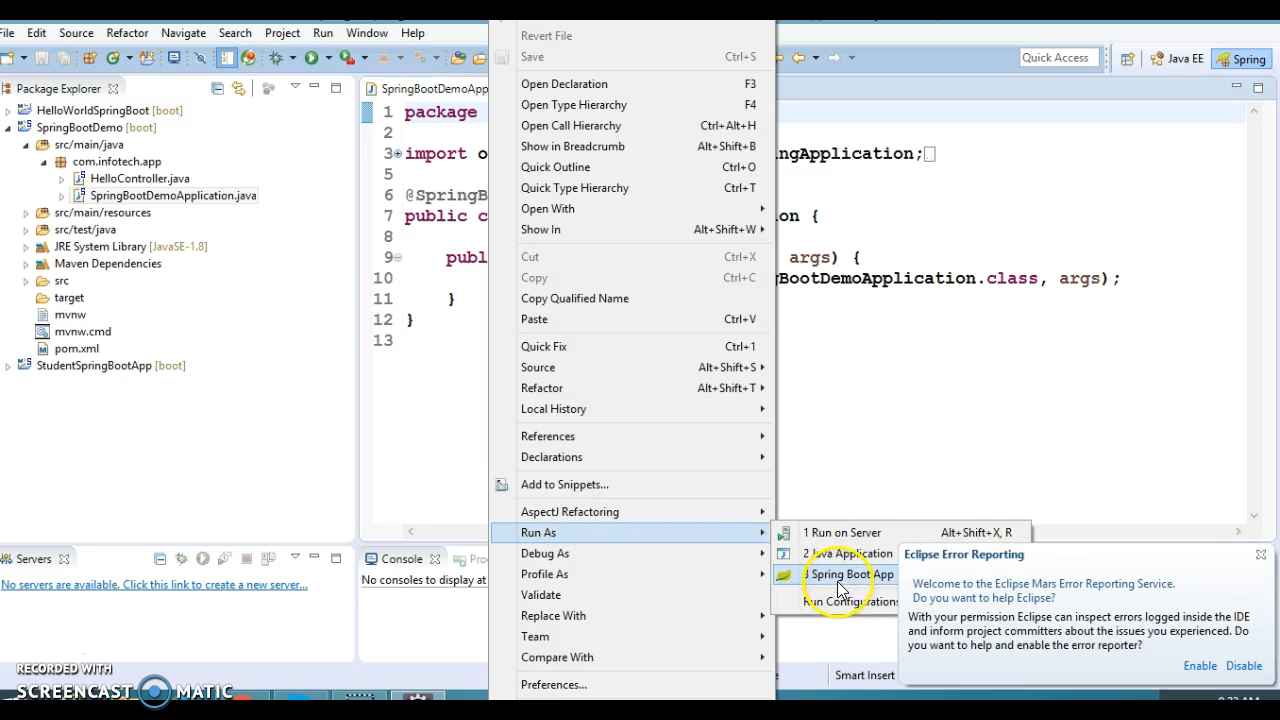 File Edit Source Refactor Navigate Search Project Run Window Help
Quick Access
Java EE
Spring
Package Explorer
HelloWorldSpringBoot [boot]
SpringBootDemo [boot]
src/main/java
com.infotech.app
HelloController.java
SpringBootDemoApplication.java
src/main/resources
src/test/java
JRE System Library [JavaSE-1.8]
Maven Dependencies
src
target
mvnw
mvnw.cmd
pom.xml
StudentSpringBootApp [boot]
SpringBootDemoApp
1 package
2
3 import o ngApplication;
5
6 @SpringB
7 public c on {
8
9 publ args) {
10 gBootDemoApplication.class, args);
11 }
12 }
13
Revert File
Save Ctrl+S
Open Declaration F3
Open Type Hierarchy F4
Open Call Hierarchy Ctrl+Alt+H
Show in Breadcrumb Alt+Shift+B
Quick Outline Ctrl+O
Quick Type Hierarchy Ctrl+T
Open With
Show In Alt+Shift+W
Cut Ctrl+X
Copy Ctrl+C
Copy Qualified Name
Paste Ctrl+V
Quick Fix Ctrl+1
Source Alt+Shift+S
Refactor Alt+Shift+T
Local History
References
Declarations
Add to Snippets...
AspectJ Refactoring
Run As
Debug As
Profile As
Validate
Replace With
Team
Compare With
Preferences...
1 Run on Server Alt+Shift+X, R
2 Java Application
3 Spring Boot App
Run Configurations
Eclipse Error Reporting
Welcome to the Eclipse Mars Error Reporting Service.
Do you want to help Eclipse?
With your permission Eclipse can inspect errors logged inside the IDE
and inform project committers about the issues you experienced. Do
you want to help and enable the error reporter?
Enable Disable
Servers
No servers are available. Click this link to create a new server...
Console
No consoles to display at
Smart Insert
RECORDED WITH
SCREENCAST MATIC